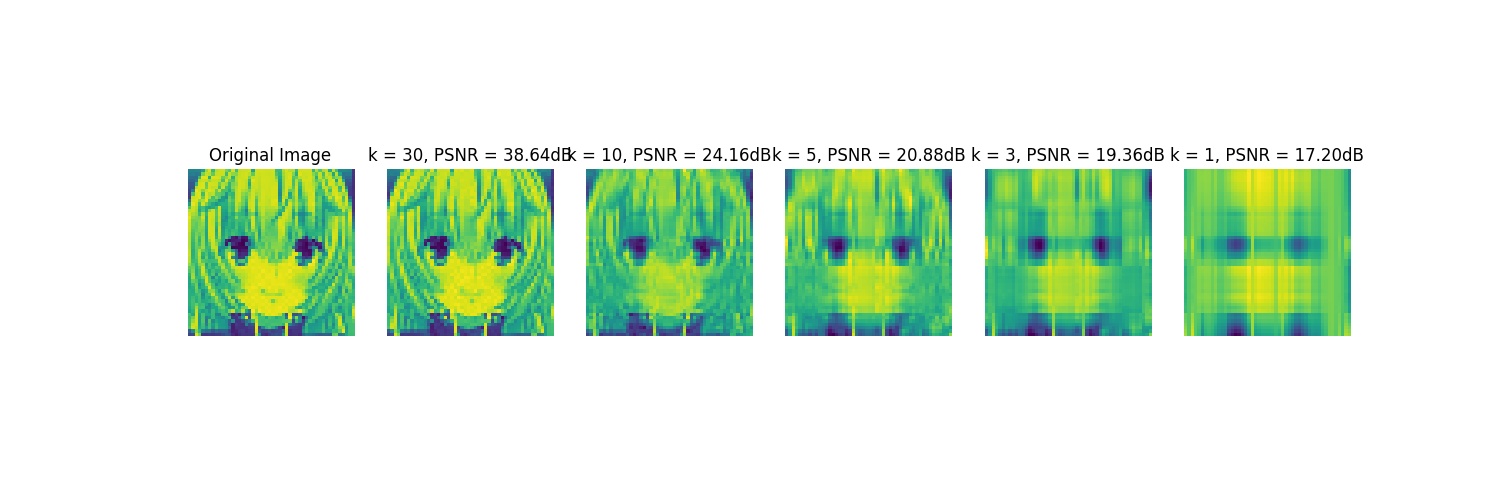 Original Image
k = 30, PSNR = 38.64dB
k = 10, PSNR = 24.16dB
k = 5, PSNR = 20.88dB
k = 3, PSNR = 19.36dB
k = 1, PSNR = 17.20dB